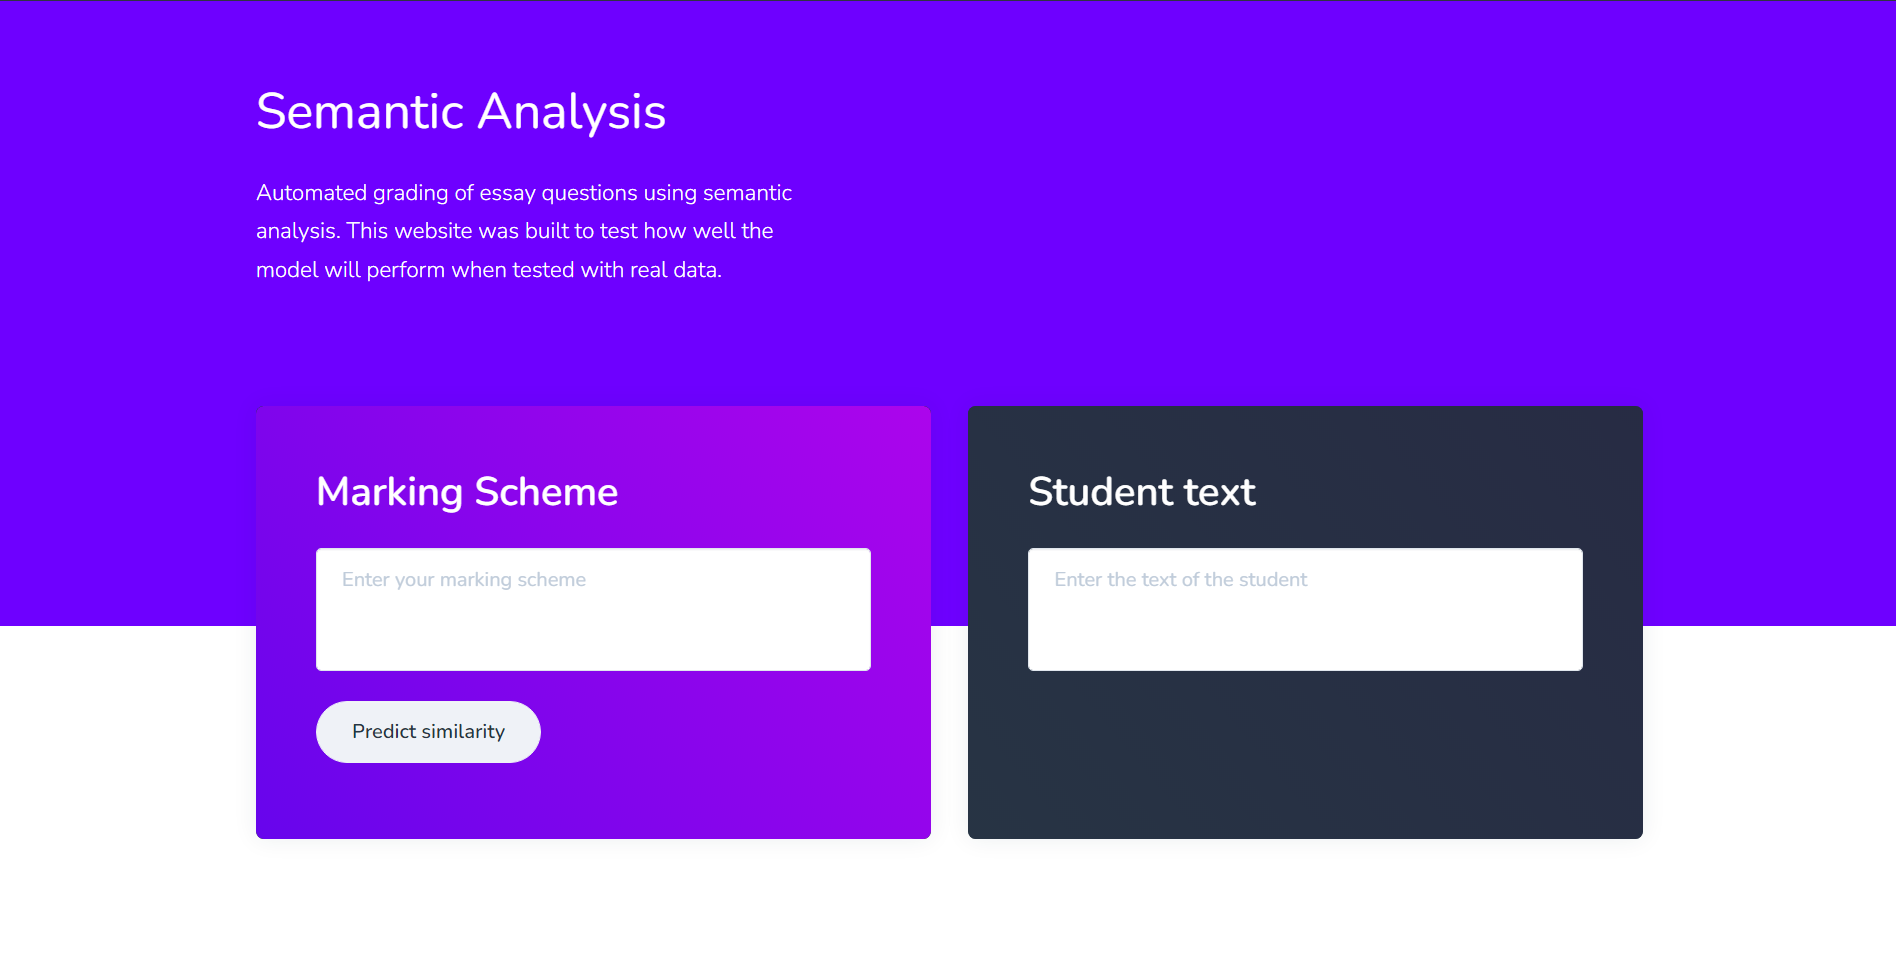 Semantic Analysis
Automated grading of essay questions using semantic
analysis. This website was built to test how well the
model will perform when tested with real data.
Marking Scheme
Enter your marking scheme
Predict similarity
Student text
Enter the text of the student